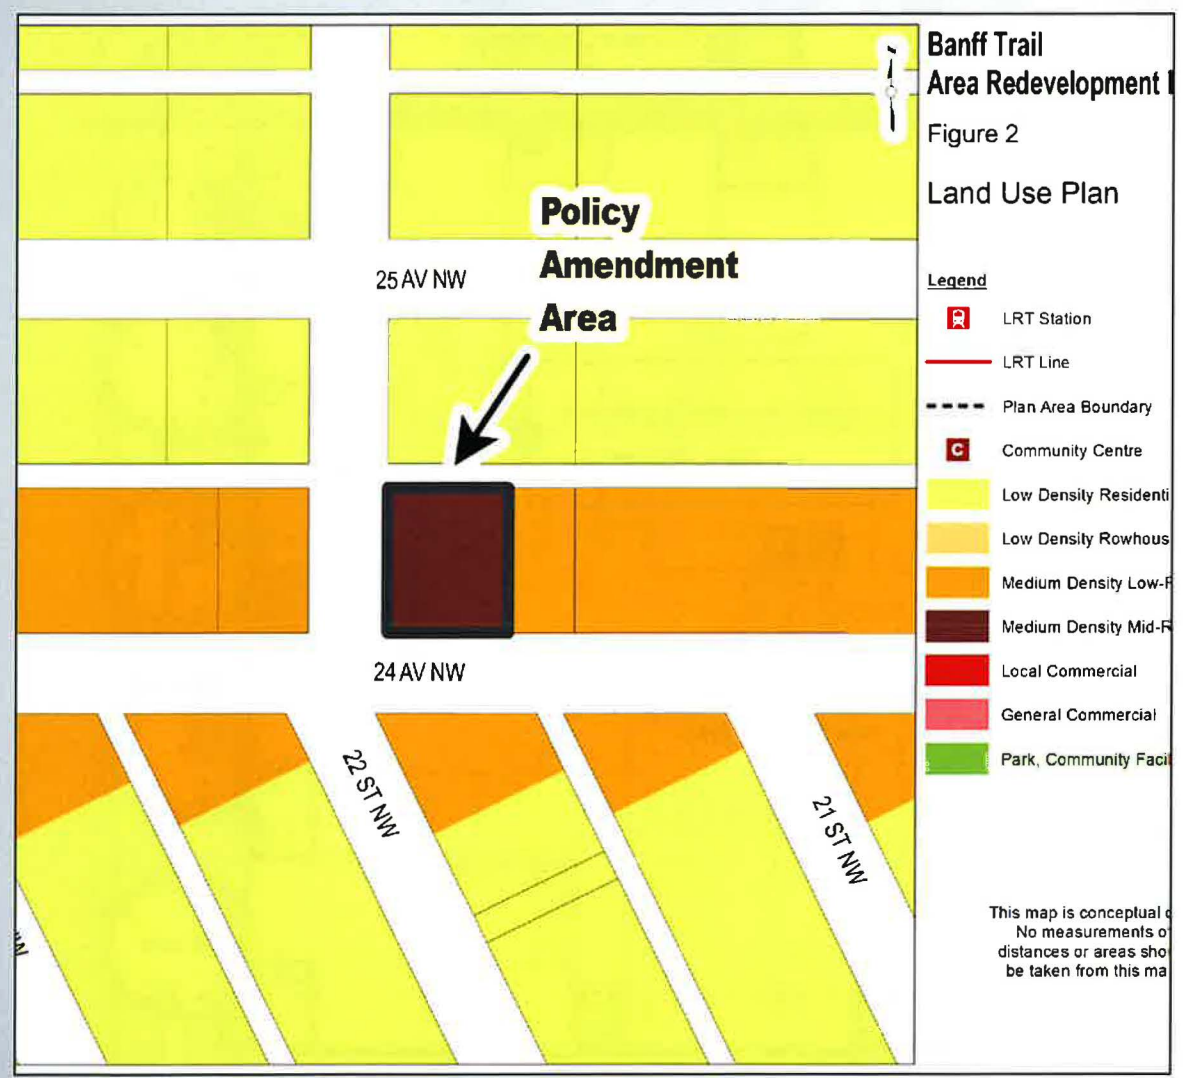 Banff Trail
Area Redevelopment
Figure 2
Land Use Plan
Policy
Amendment
Area
25 AV NW
24 AV NW
22 ST NW
21 ST NW
Legend
LRT Station
LRT Line
Plan Area Boundary
C
Community Centre
Low Density Residenti
Low Density Rowhous
Medium Density Low-R
Medium Density Mid-R
Local Commercial
General Commercial
Park, Community Facil
This map is conceptual
No measurements o
distances or areas sho
be taken from this ma